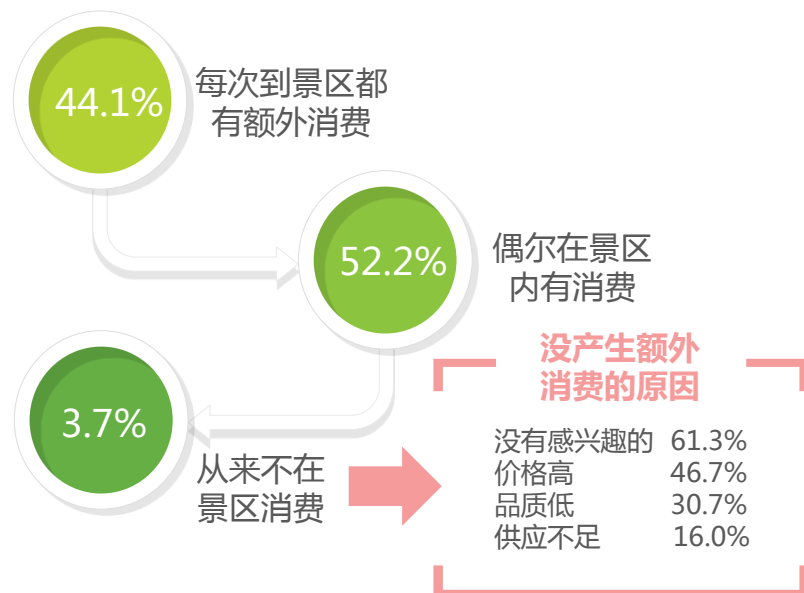 44.1%
每次到景区都
有额外消费
52.2%
偶尔在景区
内有消费
3.7%
从来不在
景区消费
没产生额外
消费的原因
没有感兴趣的 61.3%
价格高 46.7%
品质低 30.7%
供应不足 16.0%